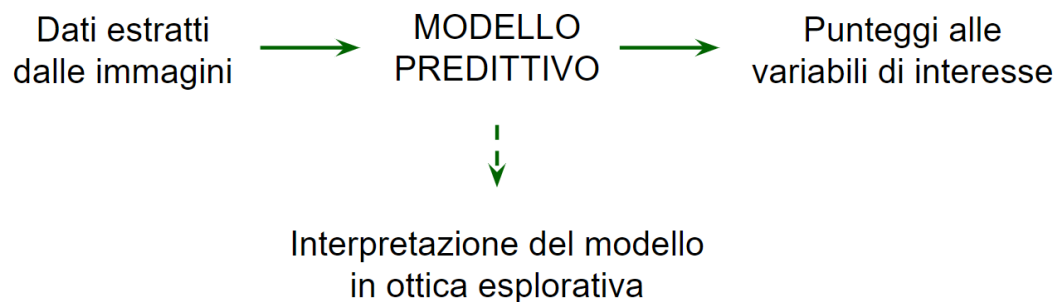 Dati estratti
dalle immagini
MODELLO
PREDITTIVO
Punteggi alle
variabili di interesse
Interpretazione del modello
in ottica esplorativa